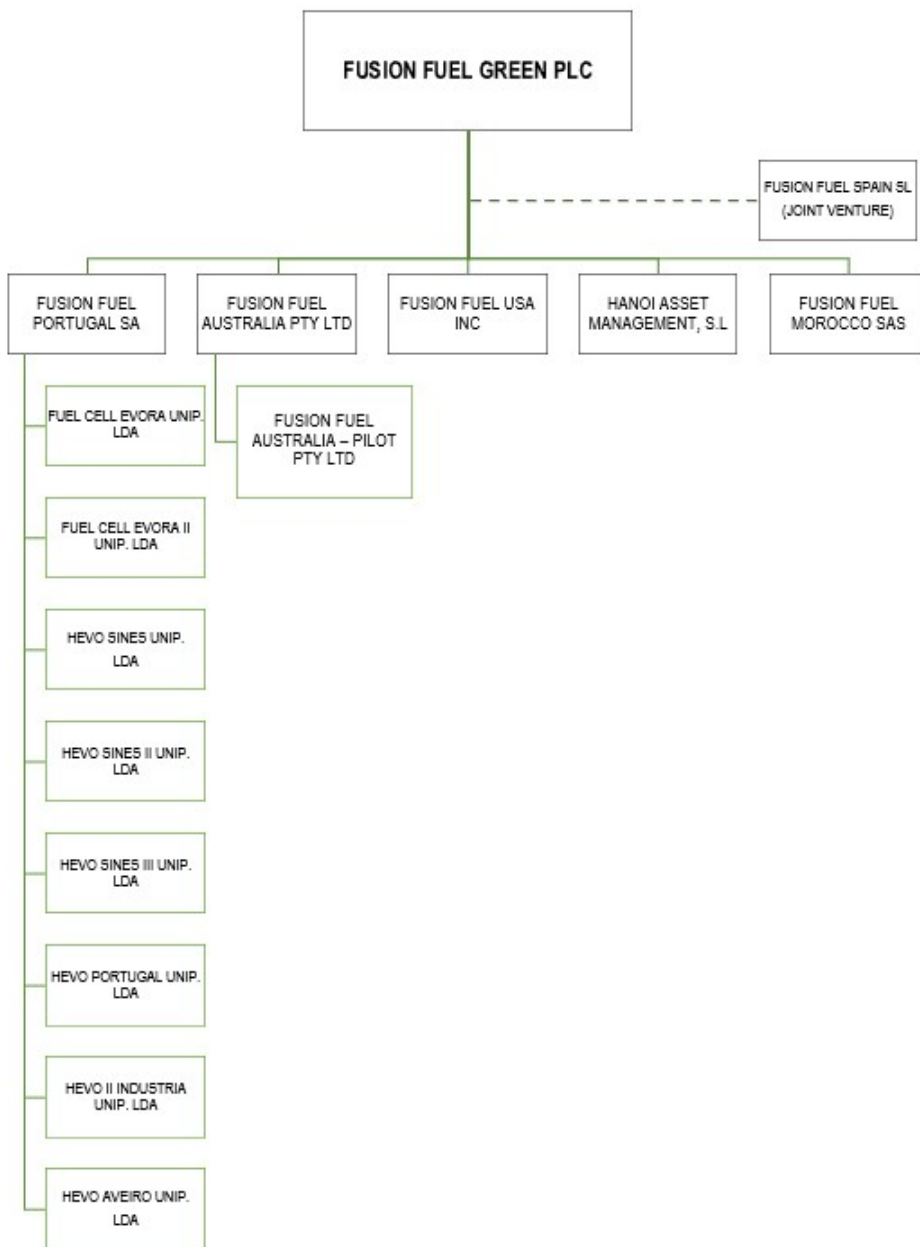 FUSION FUEL GREEN PLC
FUSION FUEL SPAIN SL
(JOINT VENTURE)
FUSION FUEL
PORTUGAL SA
FUSION FUEL
AUSTRALIA PTY LTD
FUSION FUEL USA
INC
HANOI ASSET
MANAGEMENT, S.L
FUSION FUEL
MOROCCO SAS
FUEL CELL EVORA UNIP.
LDA
FUSION FUEL
AUSTRALIA – PILOT
PTY LTD
FUEL CELL EVORA II
UNIP. LDA
HEVO SINES UNIP.
LDA
HEVO SINES II UNIP.
LDA
HEVO SINES III UNIP.
LDA
HEVO PORTUGAL UNIP.
LDA
HEVO II INDUSTRIA
UNIP. LDA
HEVO AVEIRO UNIP.
LDA